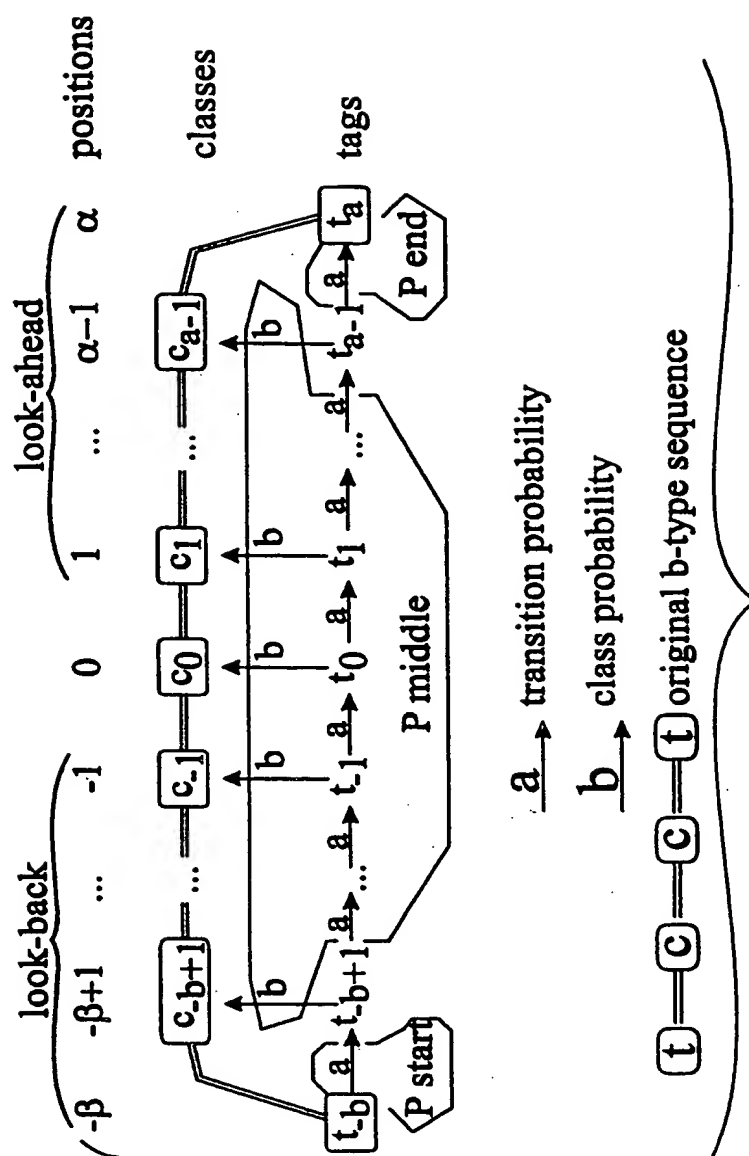 look-back look-ahead
-β -β+1 ... -1 0 1 ... α-1 α positions
c-b+1 ... c-1 c0 c1 ... ca-1 classes
b b b b b
t-b a t-b+1 a ... a t-1 a t0 a t1 a ... a ta-1 a ta tags
P start P middle P end
a transition probability
b class probability
t c c t original b-type sequence